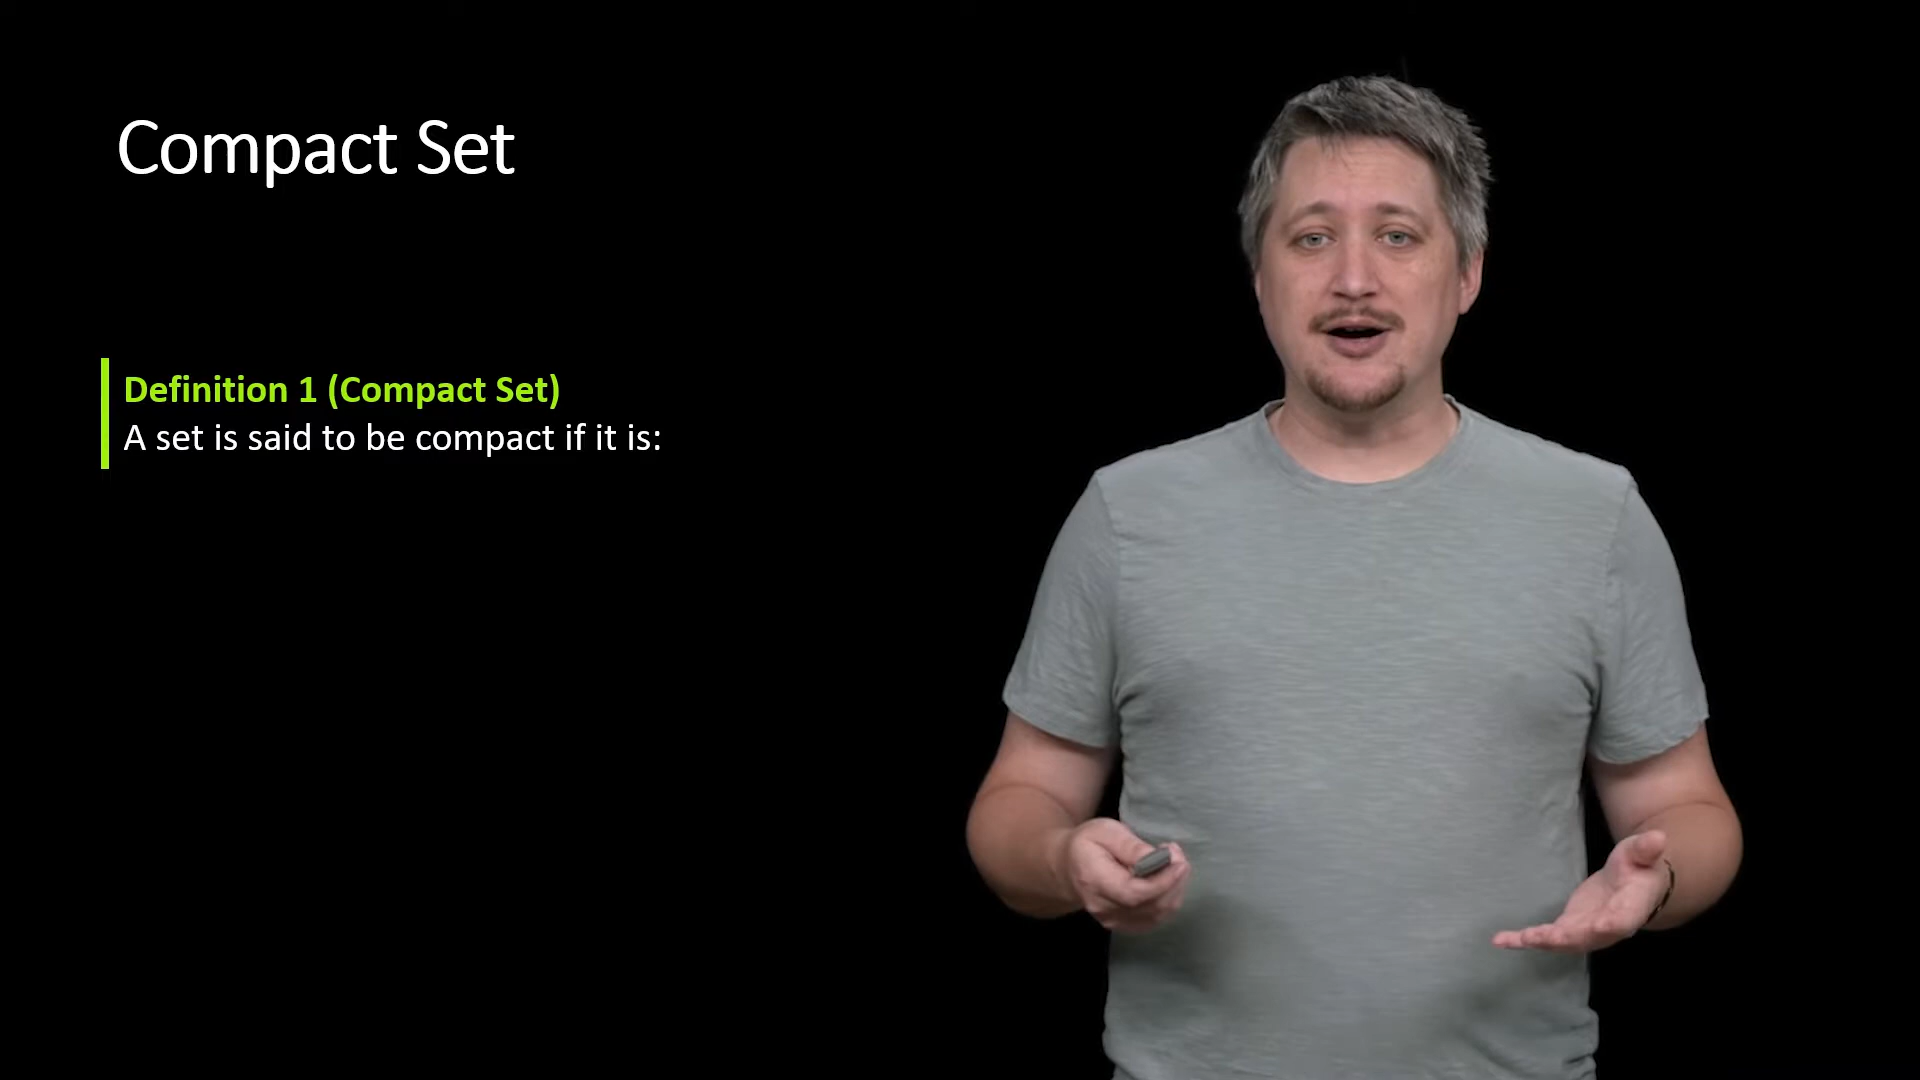 Compact Set
Definition 1 (Compact Set)
A set is said to be compact if it is: